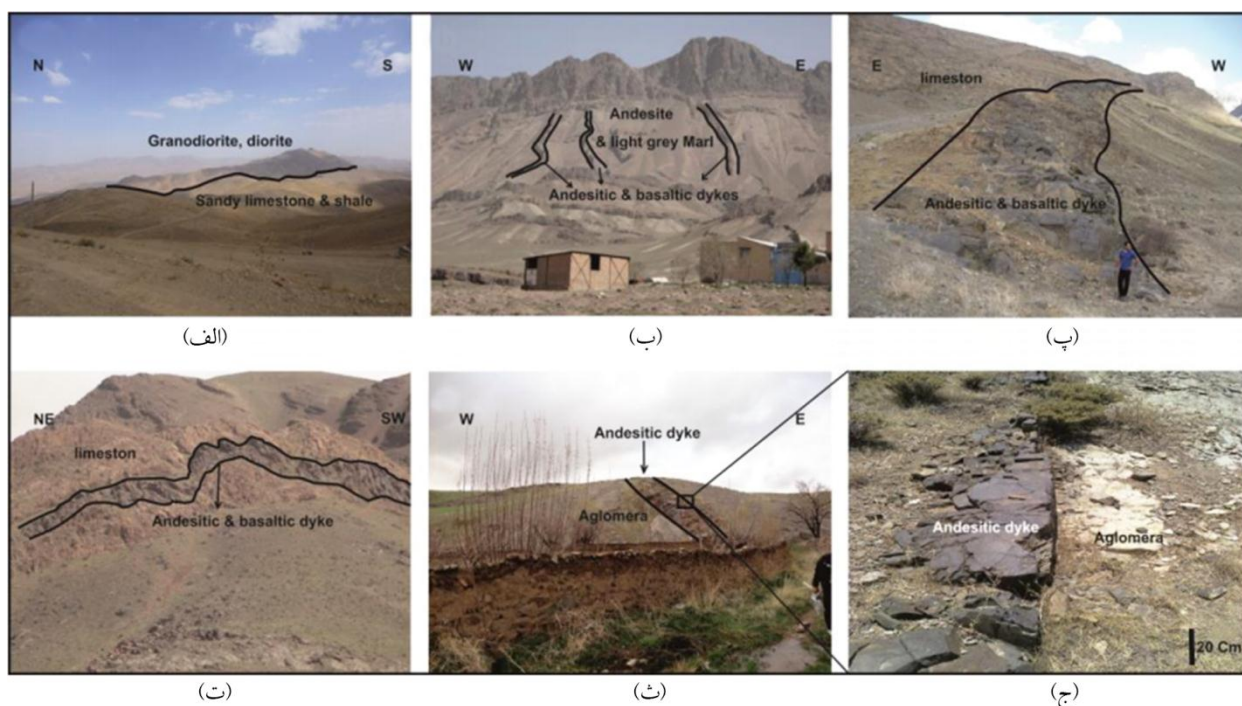 N S
Granodiorite, diorite
Sandy limestone & shale
(الف)
W E
Andesite
& light grey Marl
Andesitic & basaltic dykes
(ب)
E W
limeston
Andesitic & basaltic dyke
(پ)
NE SW
limeston
Andesitic & basaltic dyke
(ت)
W E
Andesitic dyke
Aglomera
(ث)
Andesitic dyke
Aglomera
20 Cm
(ج)